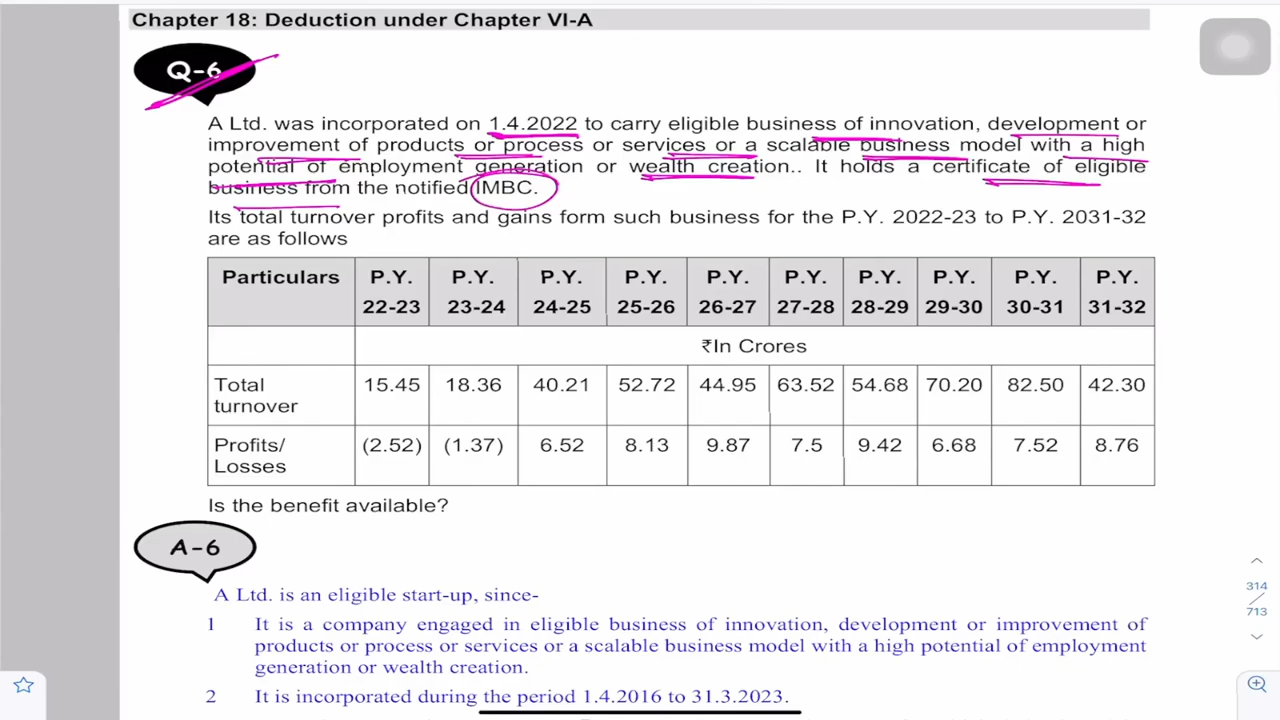 Chapter 18: Deduction under Chapter VI-A
Q-6
A Ltd. was incorporated on 1.4.2022 to carry eligible business of innovation, development or
improvement of products or process or services or a scalable business model with a high
potential of employment generation or wealth creation.. It holds a certificate of eligible
business from the notified IMBC.
Its total turnover profits and gains form such business for the P.Y. 2022-23 to P.Y. 2031-32
are as follows
Particulars P.Y. P.Y. P.Y. P.Y. P.Y. P.Y. P.Y. P.Y. P.Y. P.Y.
22-23 23-24 24-25 25-26 26-27 27-28 28-29 29-30 30-31 31-32
₹In Crores
Total 15.45 18.36 40.21 52.72 44.95 63.52 54.68 70.20 82.50 42.30
turnover
Profits/ (2.52) (1.37) 6.52 8.13 9.87 7.5 9.42 6.68 7.52 8.76
Losses
Is the benefit available?
A-6
A Ltd. is an eligible start-up, since-
1 It is a company engaged in eligible business of innovation, development or improvement of
products or process or services or a scalable business model with a high potential of employment
generation or wealth creation.
2 It is incorporated during the period 1.4.2016 to 31.3.2023.
314
713